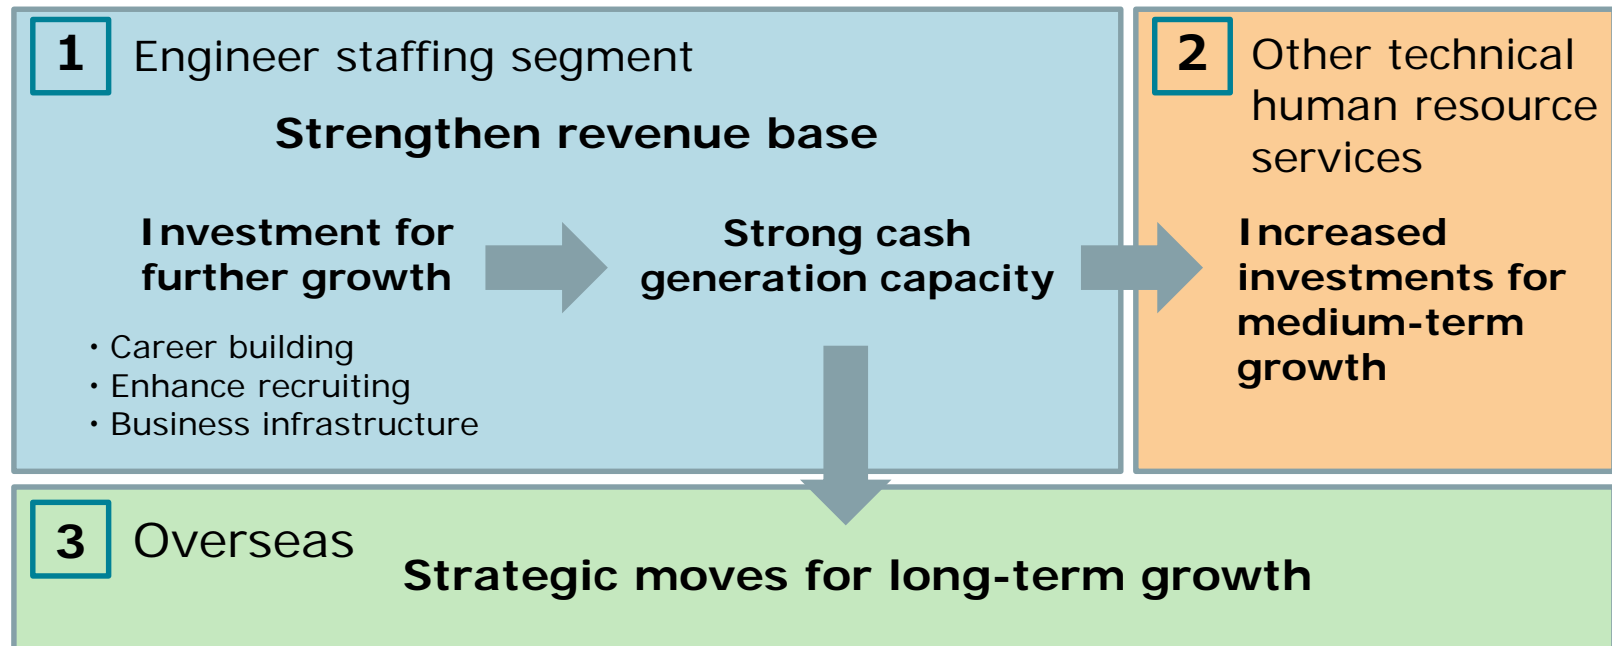 1 Engineer staffing segment
Strengthen revenue base
Investment for
further growth
・Career building
・Enhance recruiting
・Business infrastructure
Strong cash
generation capacity
2 Other technical
human resource
services
Increased
investments for
medium-term
growth
3 Overseas
Strategic moves for long-term growth